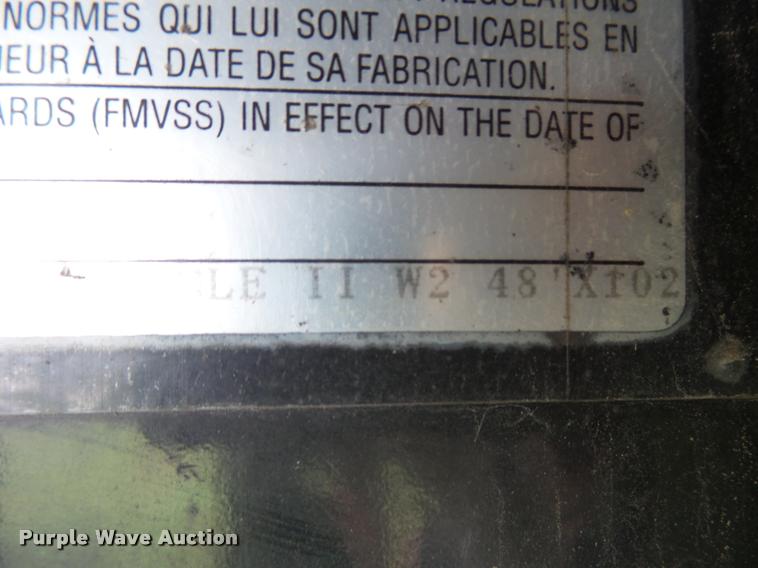 REGULATIONS
NORMES QUI LUI SONT APPLICABLES EN
UEUR À LA DATE DE SA FABRICATION.
ARDS (FMVSS) IN EFFECT ON THE DATE OF
LE II W2 48'X102
Purple Wave Auction